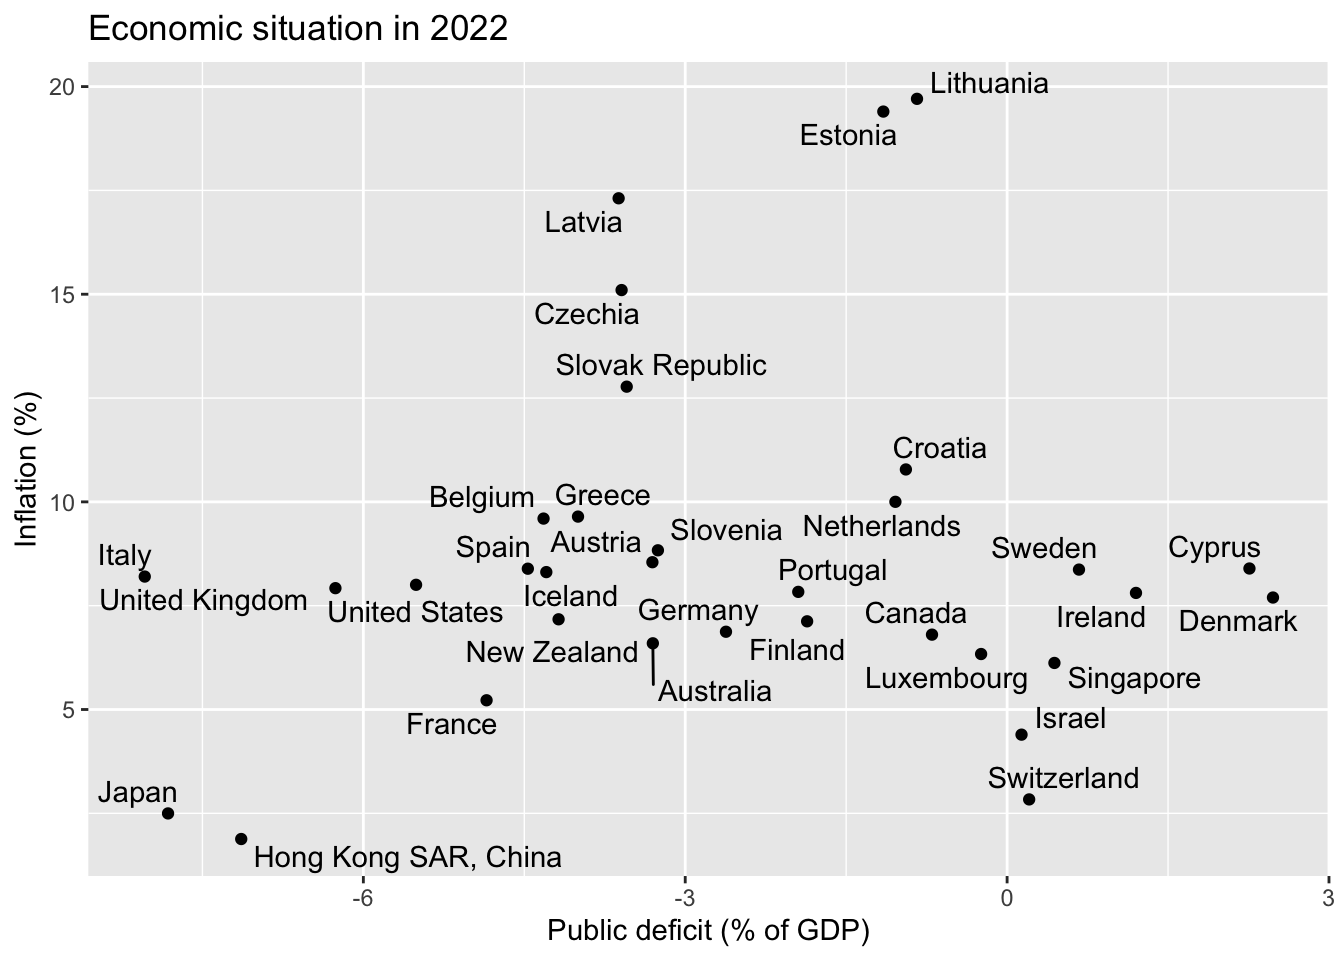 Economic situation in 2022
20
Lithuania
Estonia
Latvia
15
Czechia
Slovak Republic
Croatia
10
Belgium
Greece
Netherlands
Slovenia
Austria
Spain
Sweden
Cyprus
Italy
Portugal
United Kingdom
United States
Iceland
Germany
Canada
Ireland
Denmark
New Zealand
Finland
Luxembourg
Singapore
Australia
5
France
Israel
Switzerland
Japan
Hong Kong SAR, China
-6
-3
0
3
Public deficit (% of GDP)
Inflation (%)